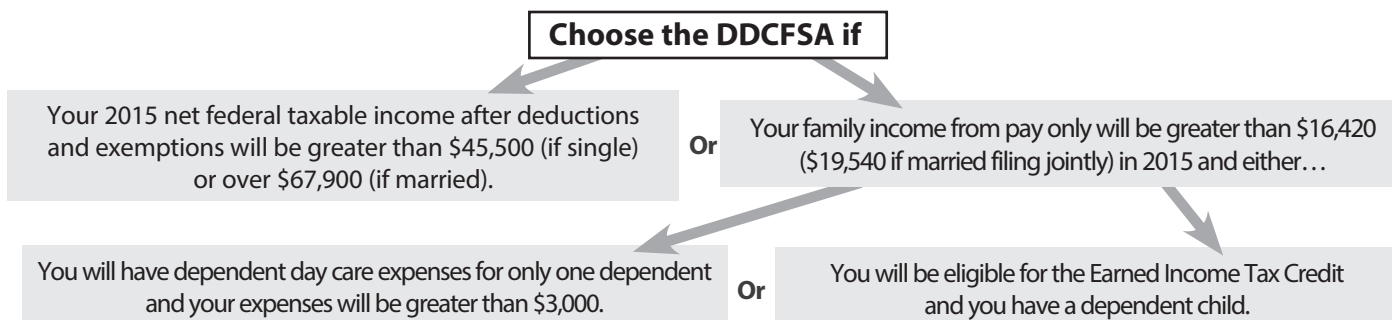 Choose the DDCFSA if
Your 2015 net federal taxable income after deductions
and exemptions will be greater than $45,500 (if single)
or over $67,900 (if married).
Or
Your family income from pay only will be greater than $16,420
($19,540 if married filing jointly) in 2015 and either…
You will have dependent day care expenses for only one dependent
and your expenses will be greater than $3,000.
Or
You will be eligible for the Earned Income Tax Credit
and you have a dependent child.